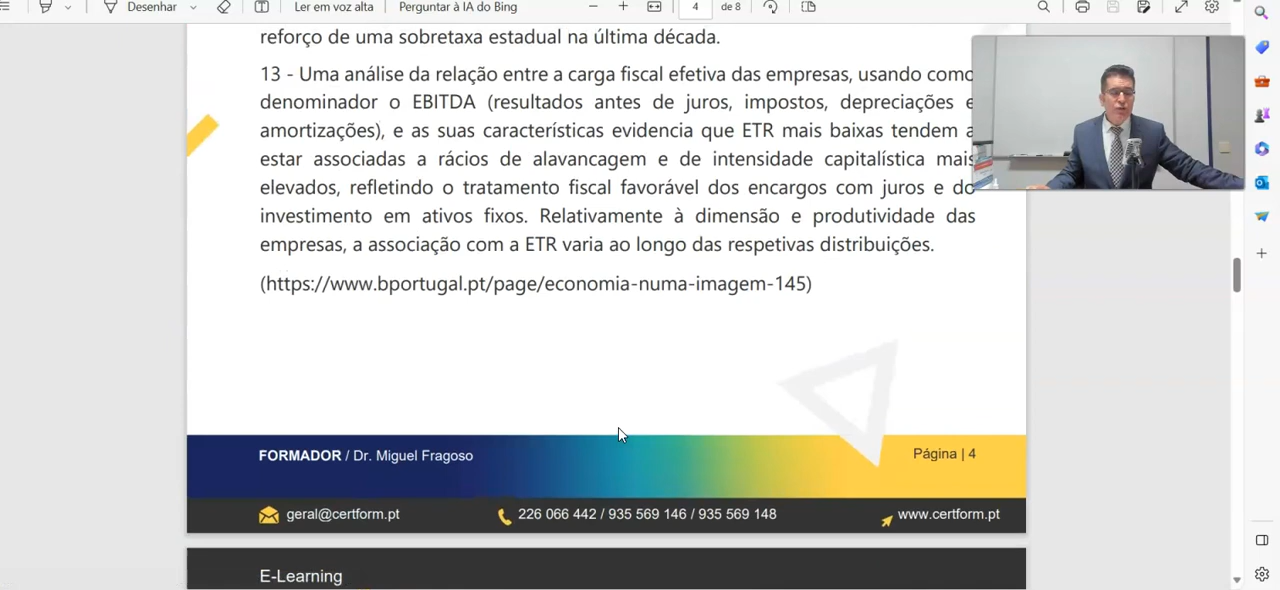 Desenhar
Ler em voz alta
Perguntar à IA do Bing
4
de 8
reforço de uma sobretaxa estadual na última década.
13 - Uma análise da relação entre a carga fiscal efetiva das empresas, usando como
denominador o EBITDA (resultados antes de juros, impostos, depreciações e
amortizações), e as suas características evidencia que ETR mais baixas tendem a
estar associadas a rácios de alavancagem e de intensidade capitalística mais
elevados, refletindo o tratamento fiscal favorável dos encargos com juros e do
investimento em ativos fixos. Relativamente à dimensão e produtividade das
empresas, a associação com a ETR varia ao longo das respetivas distribuições.
(https://www.bportugal.pt/page/economia-numa-imagem-145)
FORMADOR / Dr. Miguel Fragoso
Página | 4
geral@certform.pt
226 066 442 / 935 569 146 / 935 569 148
www.certform.pt
E-Learning